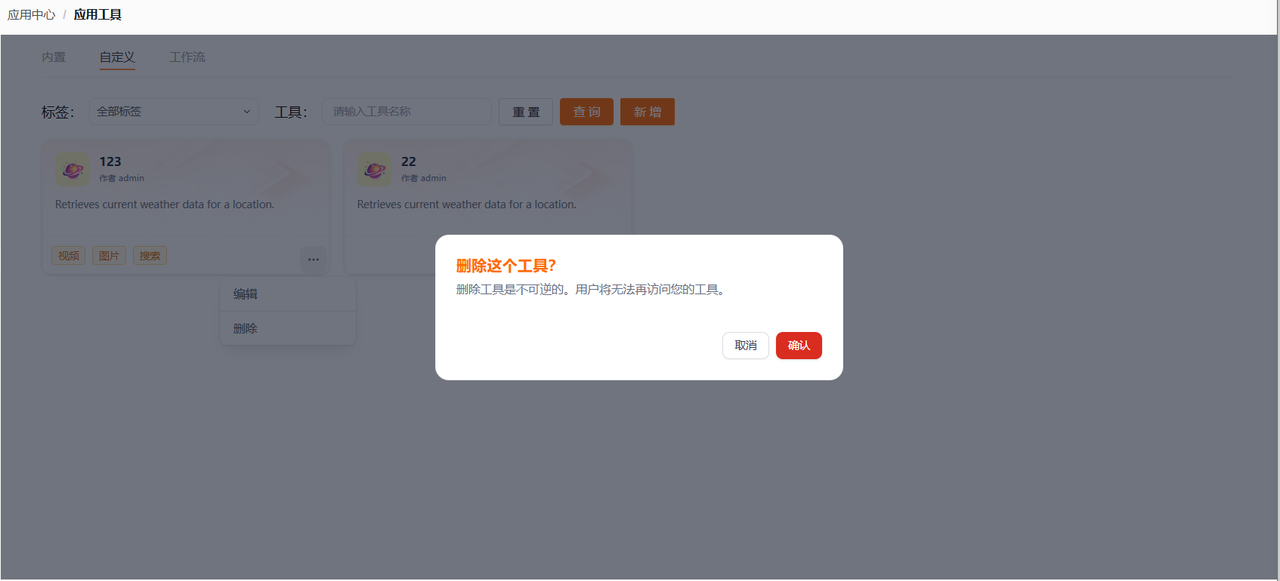 应用中心 / 应用工具
内置 自定义 工作流
标签： 全部标签 工具： 请输入工具名称 重置 查询 新增
123
作者 admin
Retrieves current weather data for a location.
视频 图片 搜索 ...
编辑
删除
22
作者 admin
Retrieves current weather data for a location.
删除这个工具？
删除工具是不可逆的。用户将无法再访问您的工具。
取消 确认